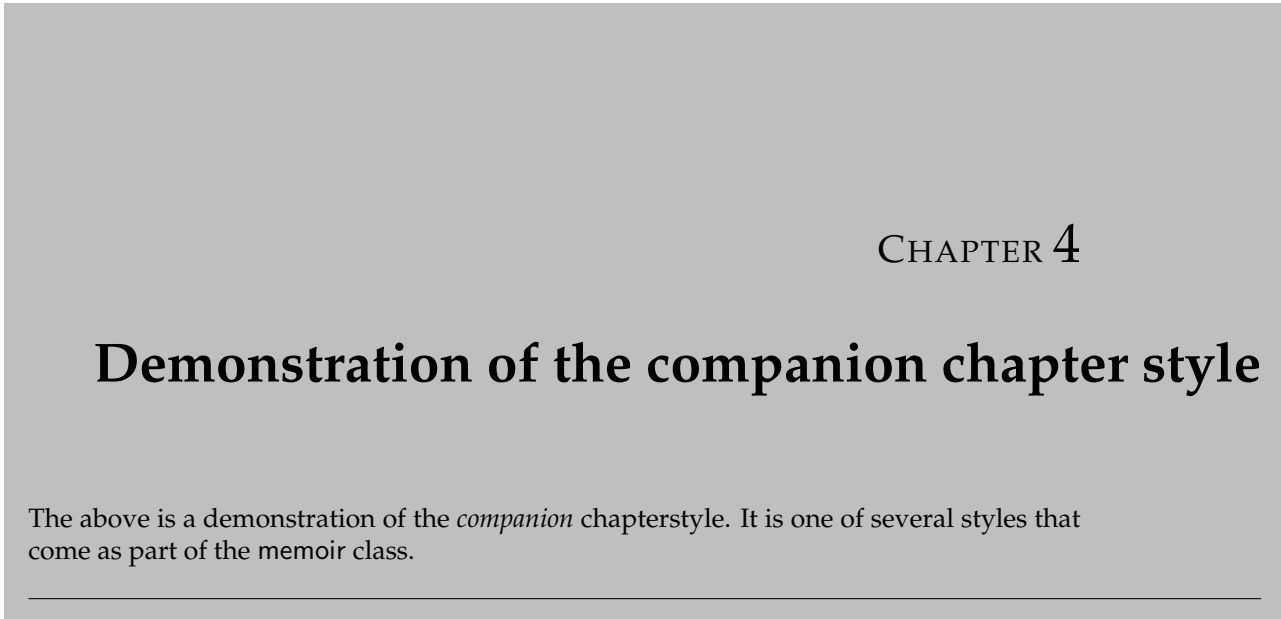 CHAPTER 4
Demonstration of the companion chapter style
The above is a demonstration of the companion chapterstyle. It is one of several styles that
come as part of the memoir class.